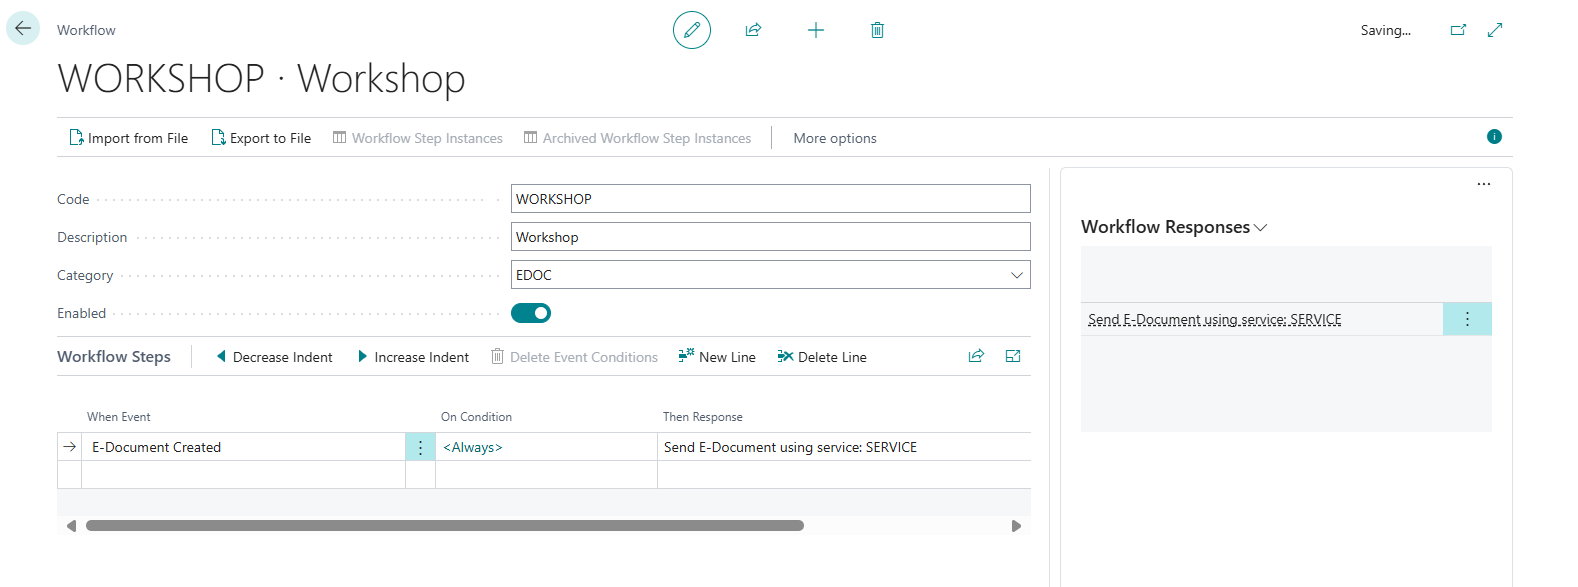 Workflow
Saving...
WORKSHOP · Workshop
Import from File
Export to File
Workflow Step Instances
Archived Workflow Step Instances
More options
Code
WORKSHOP
Description
Workshop
Category
EDOC
Enabled
Workflow Steps
Decrease Indent
Increase Indent
Delete Event Conditions
New Line
Delete Line
When Event
On Condition
Then Response
E-Document Created
<Always>
Send E-Document using service: SERVICE
Workflow Responses
Send E-Document using service: SERVICE